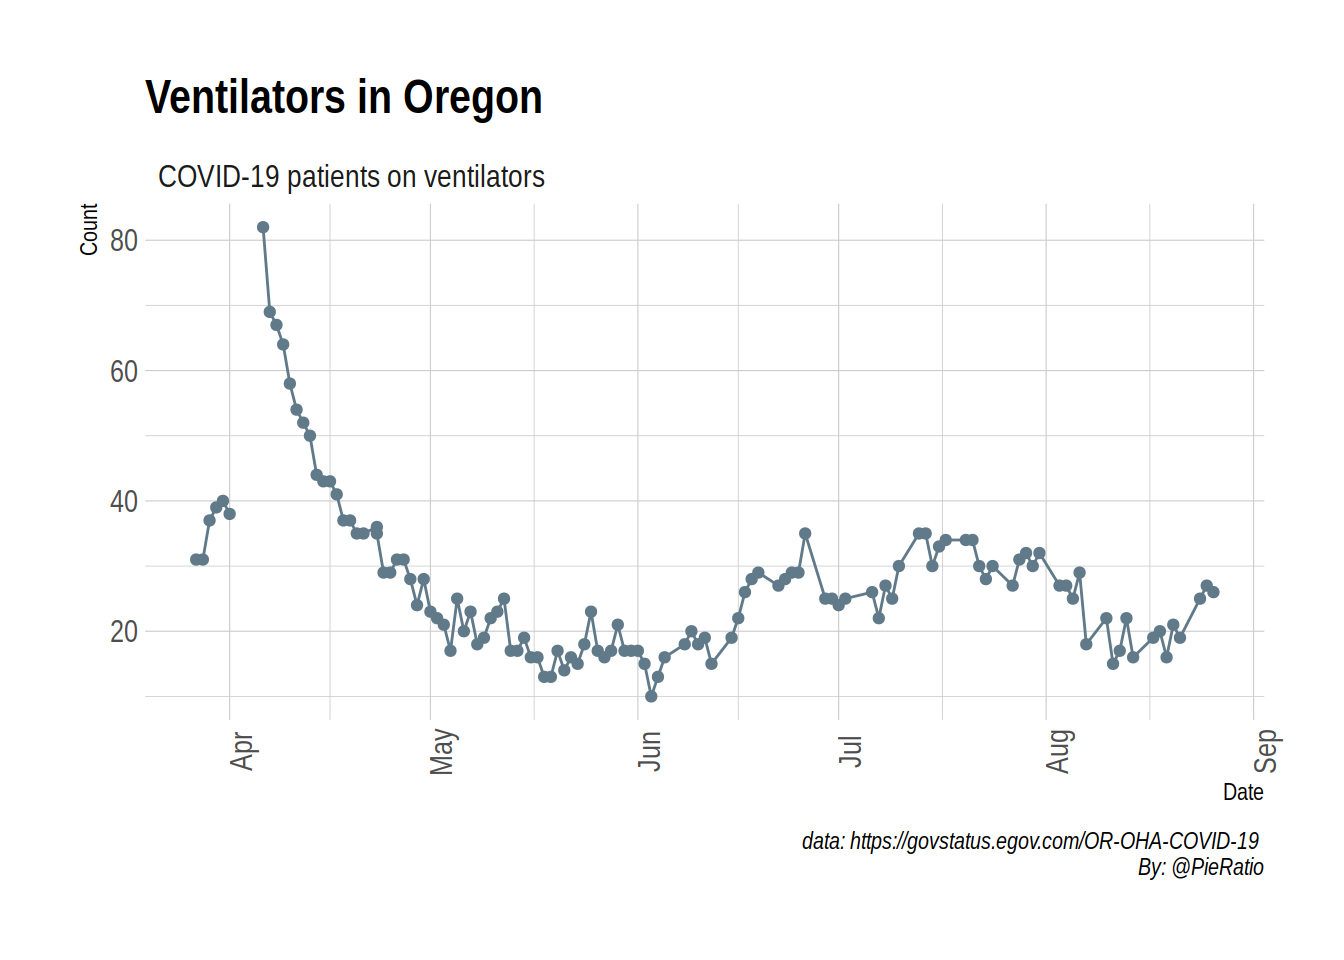 Ventilators in Oregon
COVID-19 patients on ventilators
Count
80
60
40
20
Apr
May
Jun
Jul
Aug
Sep
Date
data: https://govstatus.egov.com/OR-OHA-COVID-19
By: @PieRatio